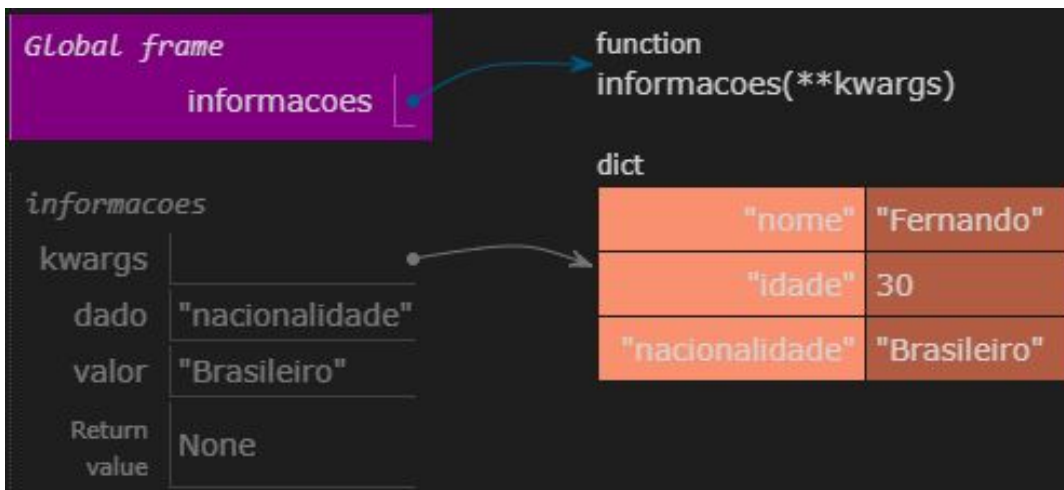 Global frame
informacoes
function
informacoes(**kwargs)
informacoes
kwargs
dado "nacionalidade"
valor "Brasileiro"
Return
value
None
dict
"nome" "Fernando"
"idade" 30
"nacionalidade" "Brasileiro"